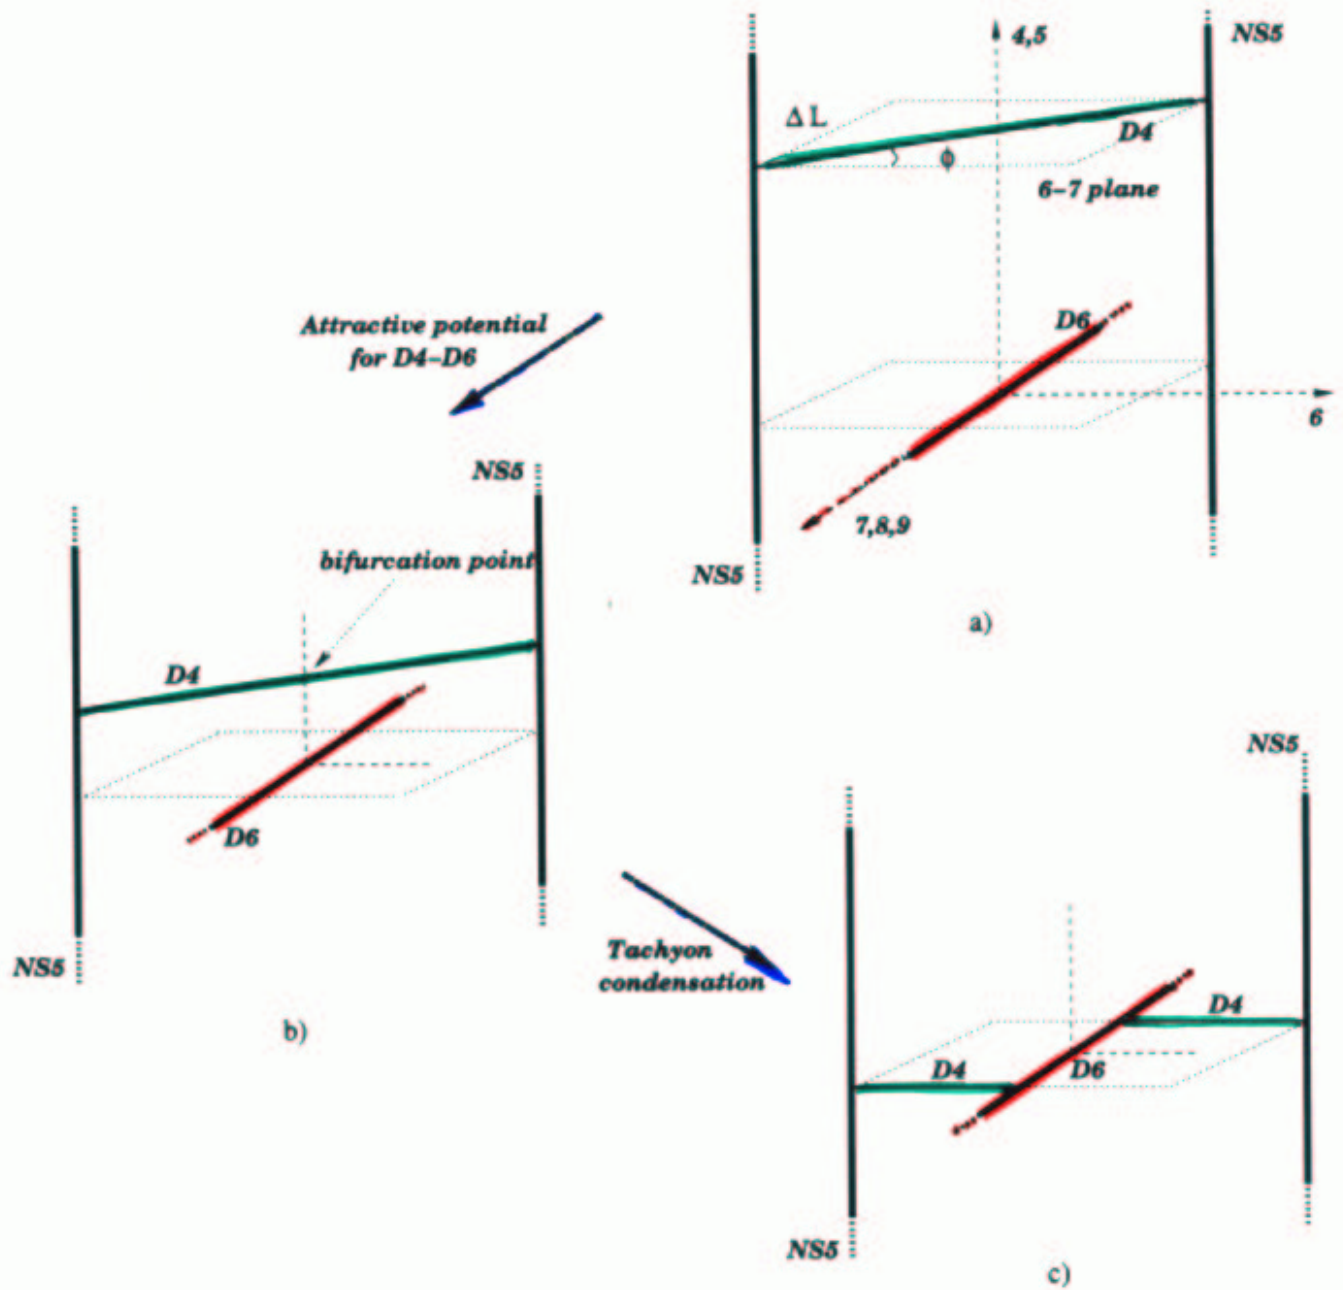 4,5
NS5
Δ L
D4
ϕ
6–7 plane
D6
6
7,8,9
NS5
a)
Attractive potential
for D4–D6
NS5
bifurcation point
D4
D6
NS5
b)
Tachyon
condensation
NS5
D4
D4
D6
NS5
c)